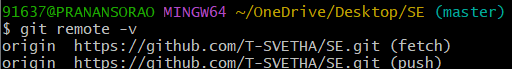 91637@PRANANSORAO MINGW64 ~/OneDrive/Desktop/SE (master)
$ git remote -v
origin  https://github.com/T-SVETHA/SE.git (fetch)
origin  https://github.com/T-SVETHA/SE.git (push)